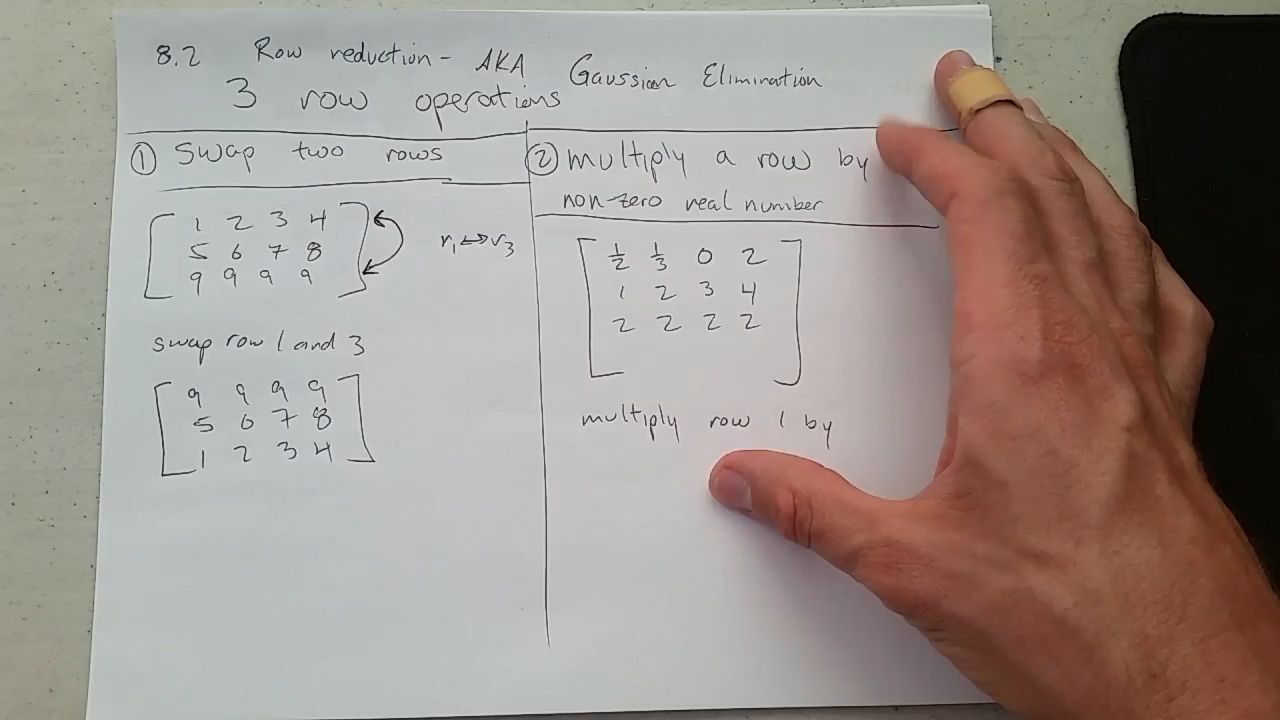 8.2 Row reduction - AKA Gaussian Elimination
3 row operations
① Swap two rows
1 2 3 4
5 6 7 8
9 9 9 9
r₁↔r₃
swap row 1 and 3
9 9 9 9
5 6 7 8
1 2 3 4
② multiply a row by
non-zero real number
½ ⅓ 0 2
1 2 3 4
2 2 2 2
multiply row 1 by